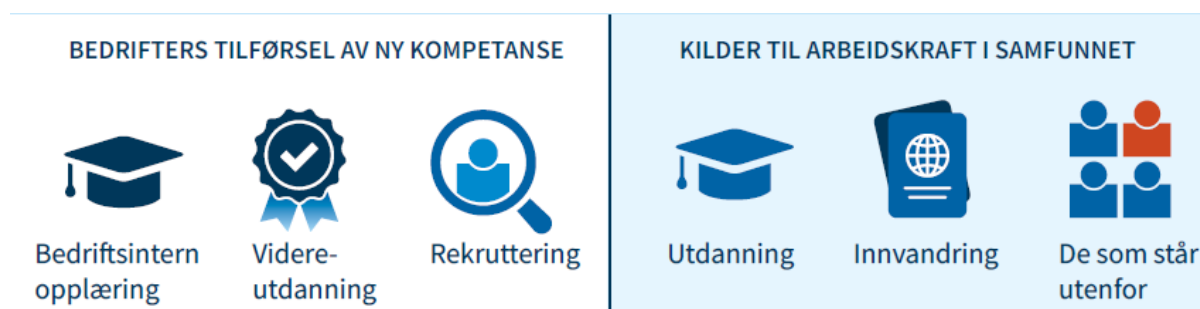 BEDRIFTERS TILFØRSEL AV NY KOMPETANSE
Bedriftsintern
opplæring
Videre-
utdanning
Rekruttering
KILDER TIL ARBEIDSKRAFT I SAMFUNNET
Utdanning
Innvandring
De som står
utenfor